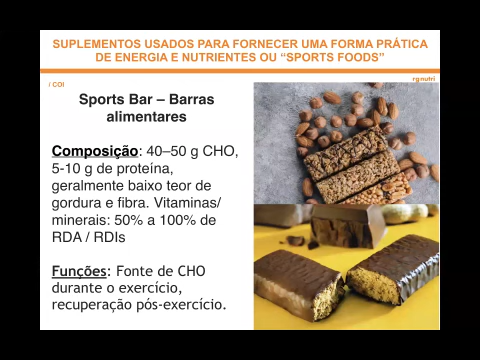 SUPLEMENTOS USADOS PARA FORNECER UMA FORMA PRÁTICA
DE ENERGIA E NUTRIENTES OU “SPORTS FOODS”
/ COI
rgnutri
Sports Bar – Barras
alimentares
Composição: 40–50 g CHO,
5-10 g de proteína,
geralmente baixo teor de
gordura e fibra. Vitaminas/
minerais: 50% a 100% de
RDA / RDIs
Funções: Fonte de CHO
durante o exercício,
recuperação pós-exercício.